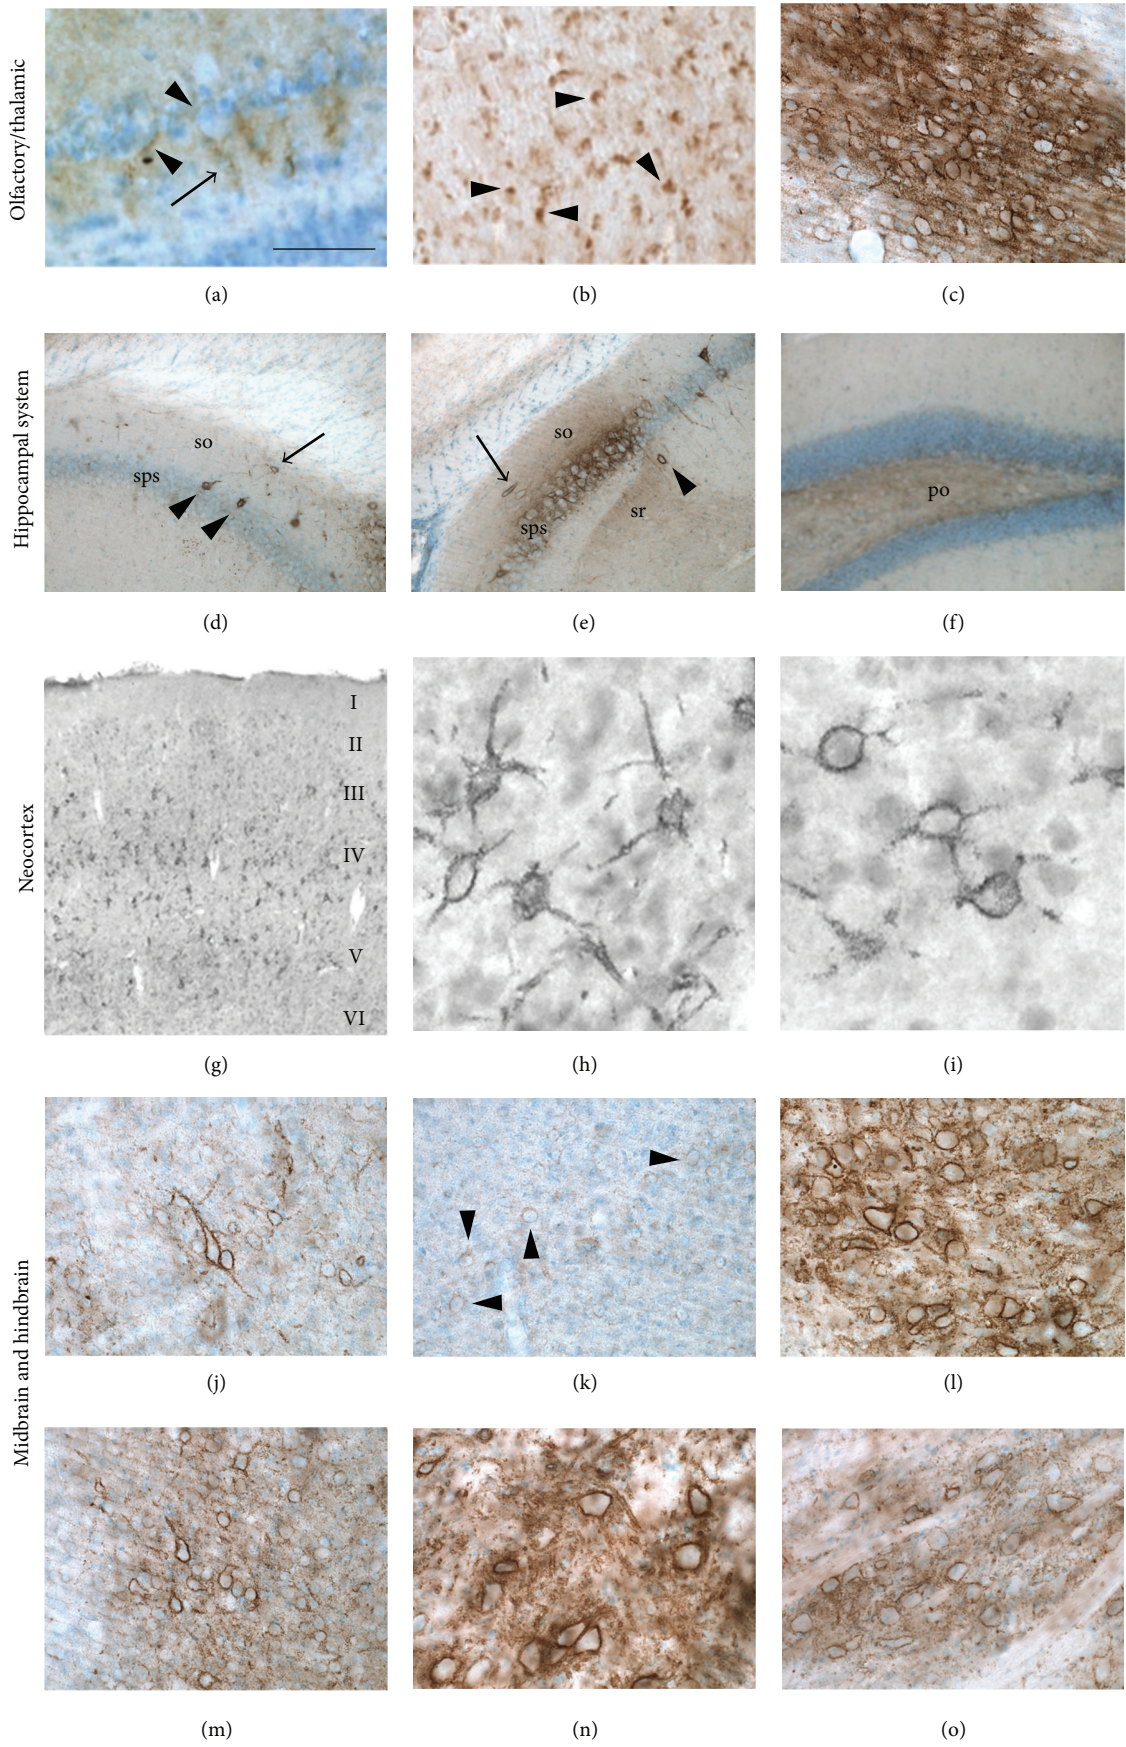 Olfactory/thalamic
(a)
(b)
(c)
Hippocampal system
so
sps
so
sps
sr
po
(d)
(e)
(f)
Neocortex
I
II
III
IV
V
VI
(g)
(h)
(i)
Midbrain and hindbrain
(j)
(k)
(l)
(m)
(n)
(o)